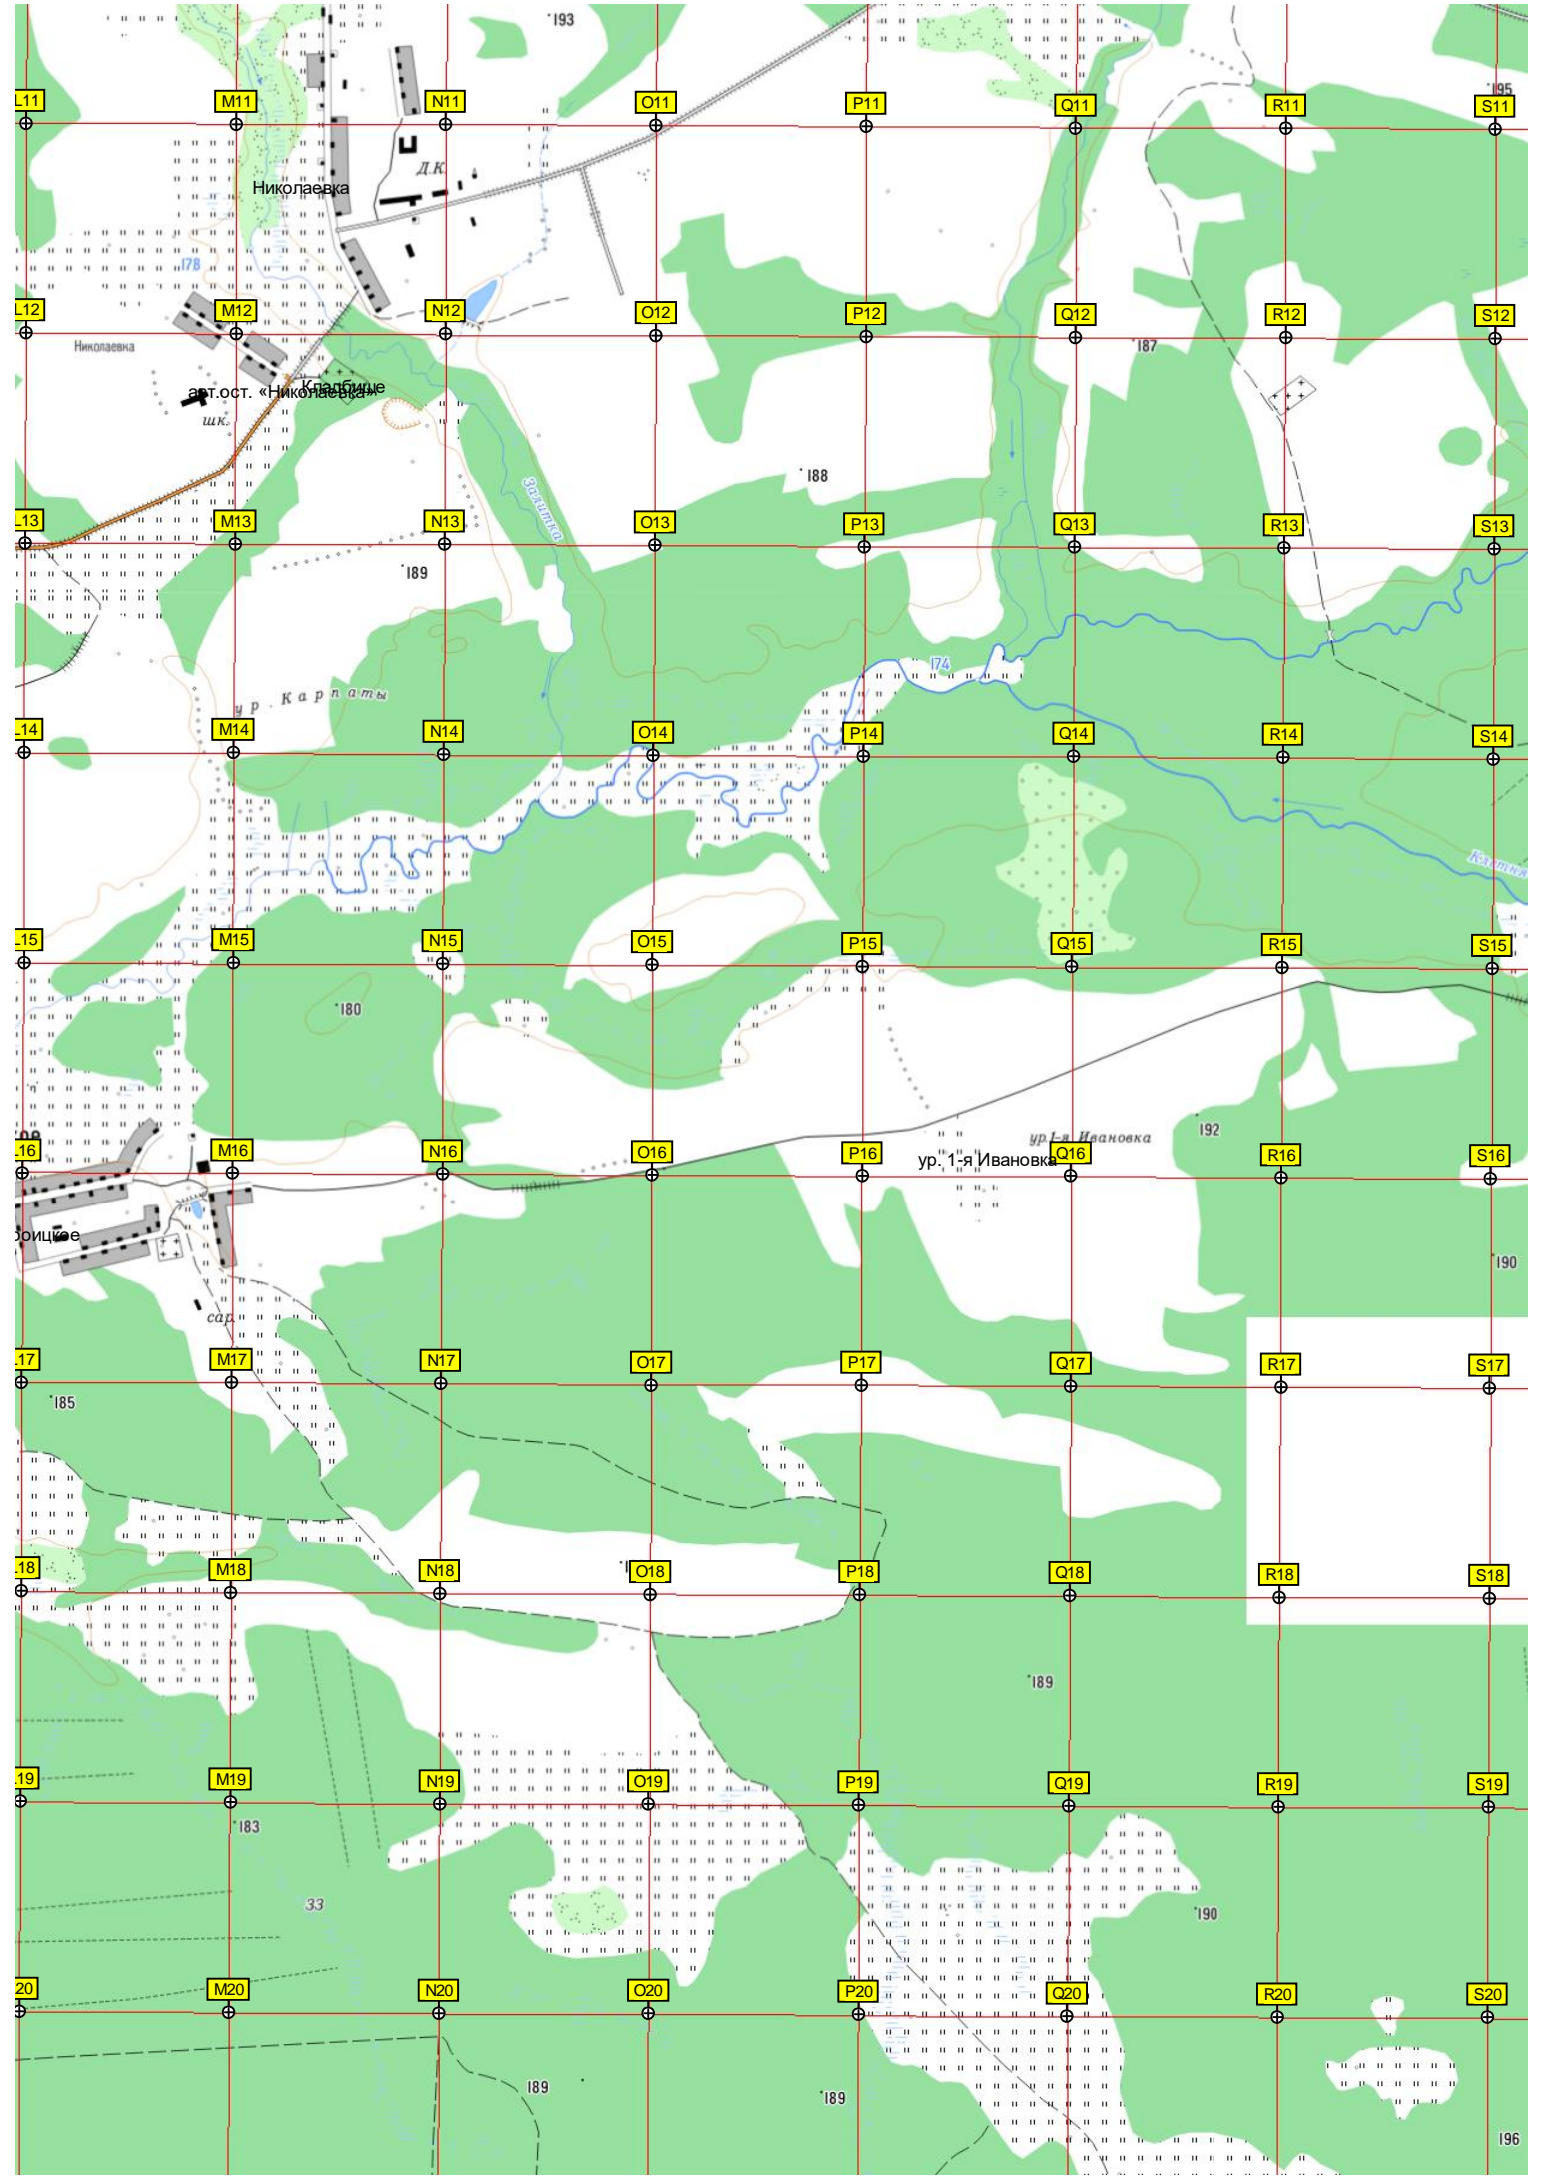 193
195
L11 M11 N11 O11 P11 Q11 R11 S11
Д.К.
Николаевка
178
L12 M12 N12 O12 P12 Q12 R12 S12
Николаевка
187
арт.ост. «Николаевка»
Кладбище
шк.
188
Залитка
L13 M13 N13 O13 P13 Q13 R13 S13
189
174
ур. Карпаты
L14 M14 N14 O14 P14 Q14 R14 S14
L15 M15 N15 O15 P15 Q15 R15 S15
180
192
ур.1-я Ивановка
L16 M16 N16 O16 P16 Q16 R16 S16
ур. 1-я Ивановка
роицкое
190
сар.
L17 M17 N17 O17 P17 Q17 R17 S17
185
L18 M18 N18 O18 P18 Q18 R18 S18
189
L19 M19 N19 O19 P19 Q19 R19 S19
183
33
190
20 M20 N20 O20 P20 Q20 R20 S20
189
189
196